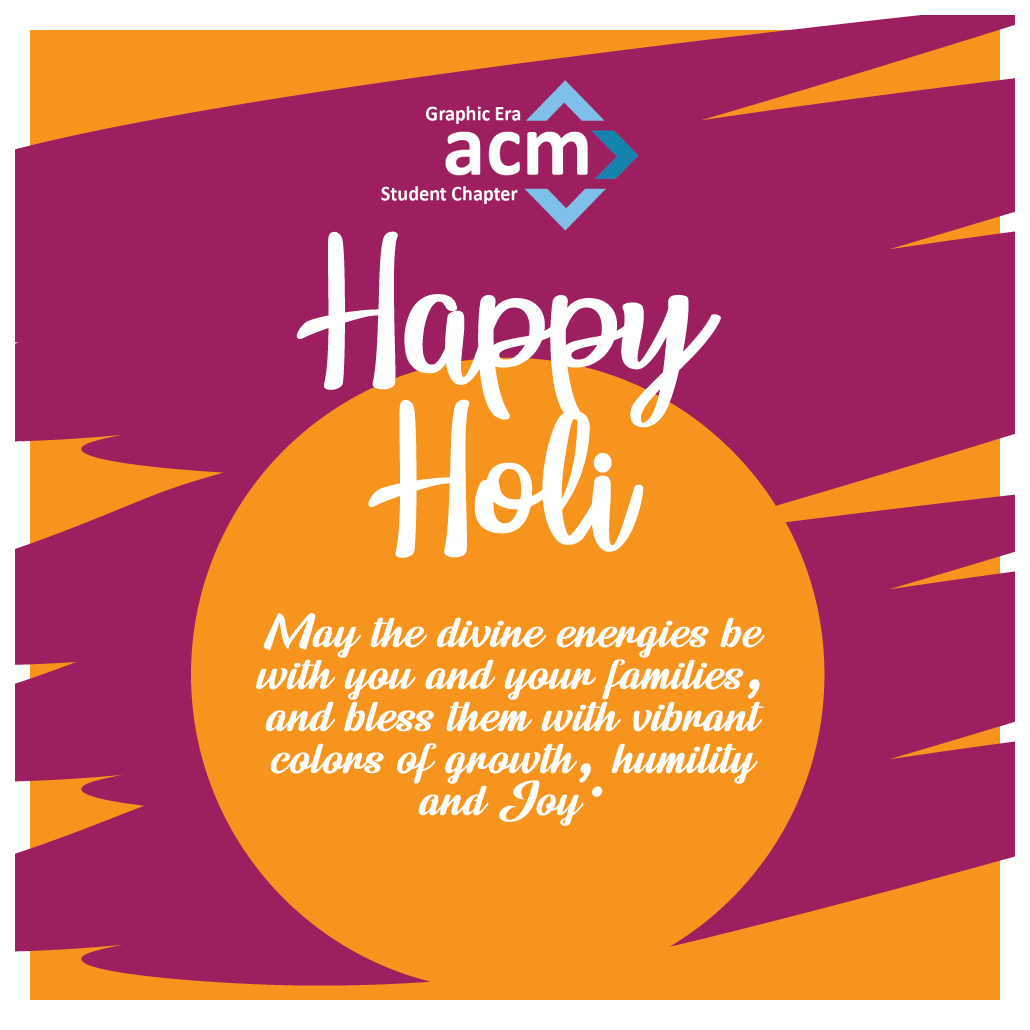 Graphic Era
acm
Student Chapter
Happy
Holi
May the divine energies be
with you and your families,
and bless them with vibrant
colors of growth, humility
and Joy.